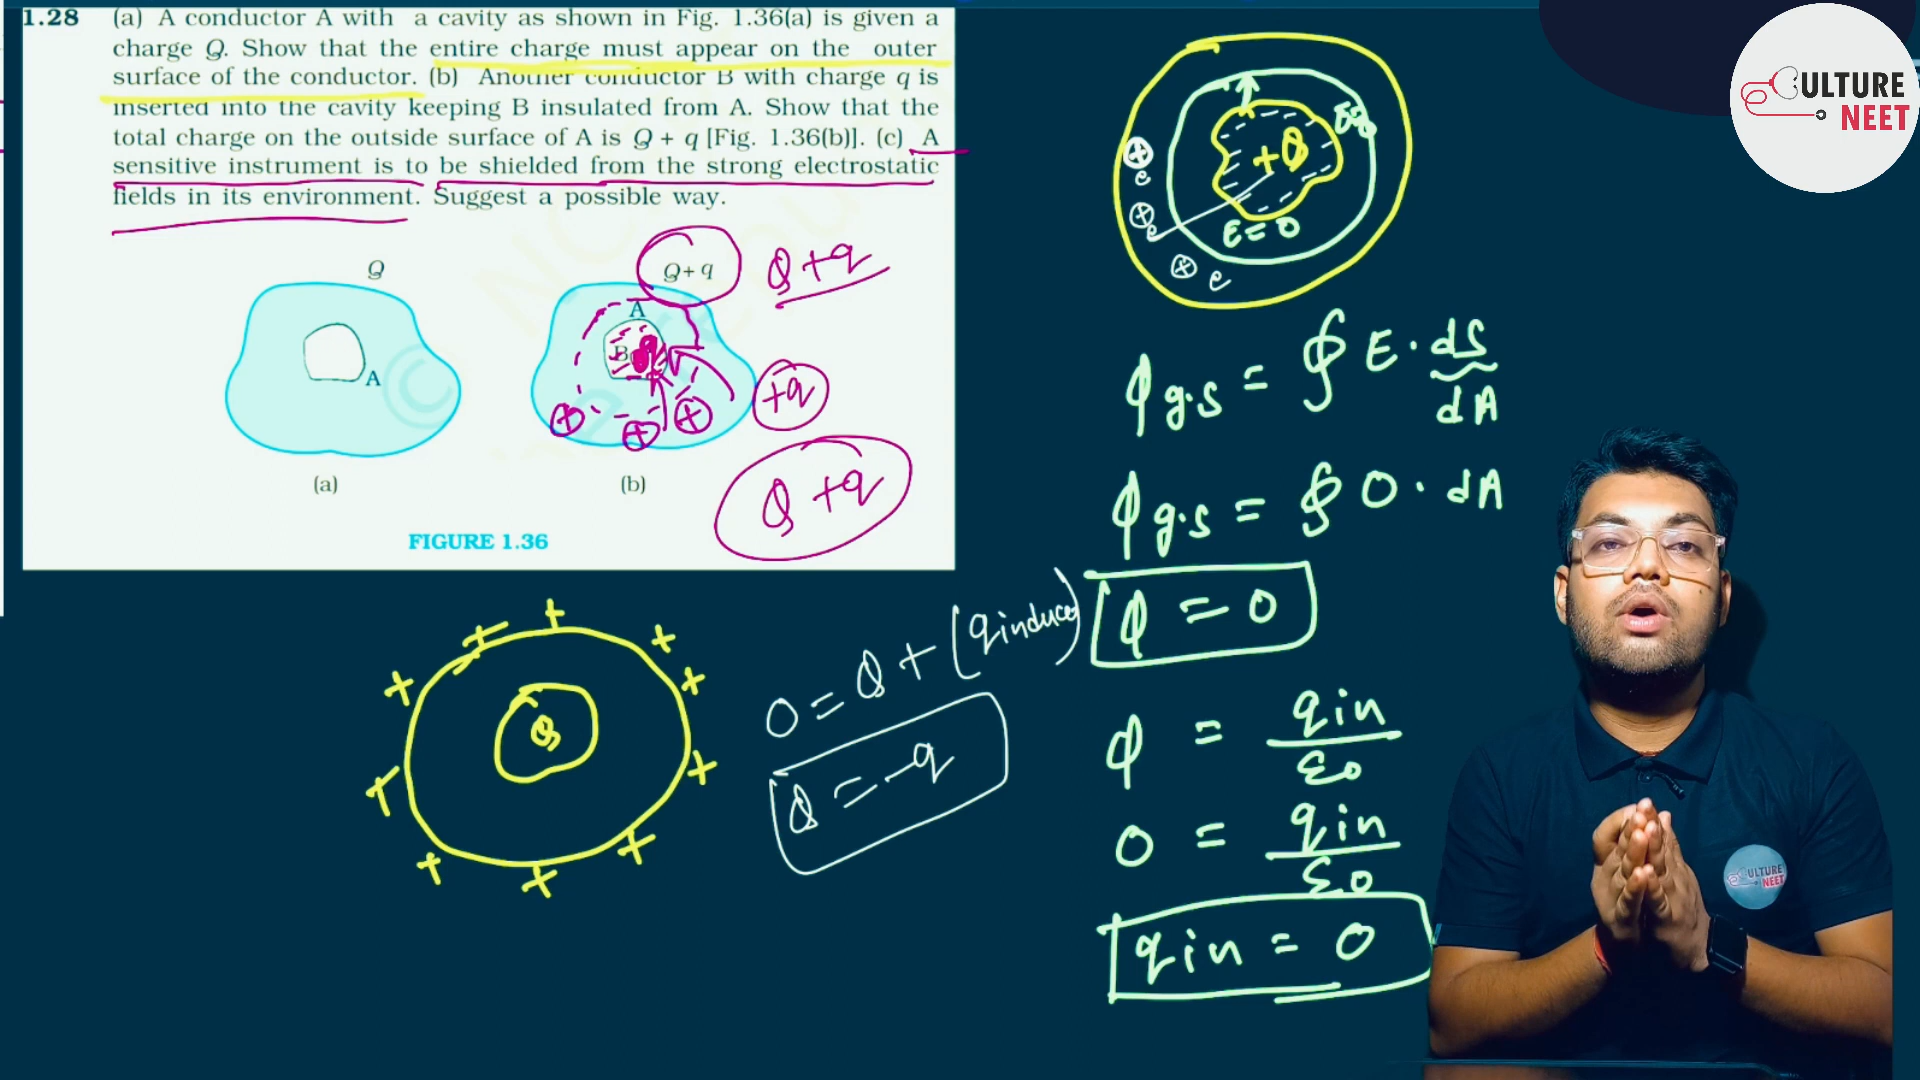 1.28 (a) A conductor A with a cavity as shown in Fig. 1.36(a) is given a
charge Q. Show that the entire charge must appear on the outer
surface of the conductor. (b) Another conductor B with charge q is
inserted into the cavity keeping B insulated from A. Show that the
total charge on the outside surface of A is Q + q [Fig. 1.36(b)]. (c) A
sensitive instrument is to be shielded from the strong electrostatic
fields in its environment. Suggest a possible way.
Q
A
(a)
Q+ q
A
B
(b)
Q + q
+q
Q + q
FIGURE 1.36
+Q
E = 0
e
e
e
ϕ g.s = ∮ E · dS
dA
ϕ g.s = ∮ O · dA
ϕ = 0
ϕ = qin / ε0
0 = qin / ε0
qin = 0
Q
0 = Q + (q induce)
Q = -q
CULTURE
NEET
CULTURE
NEET